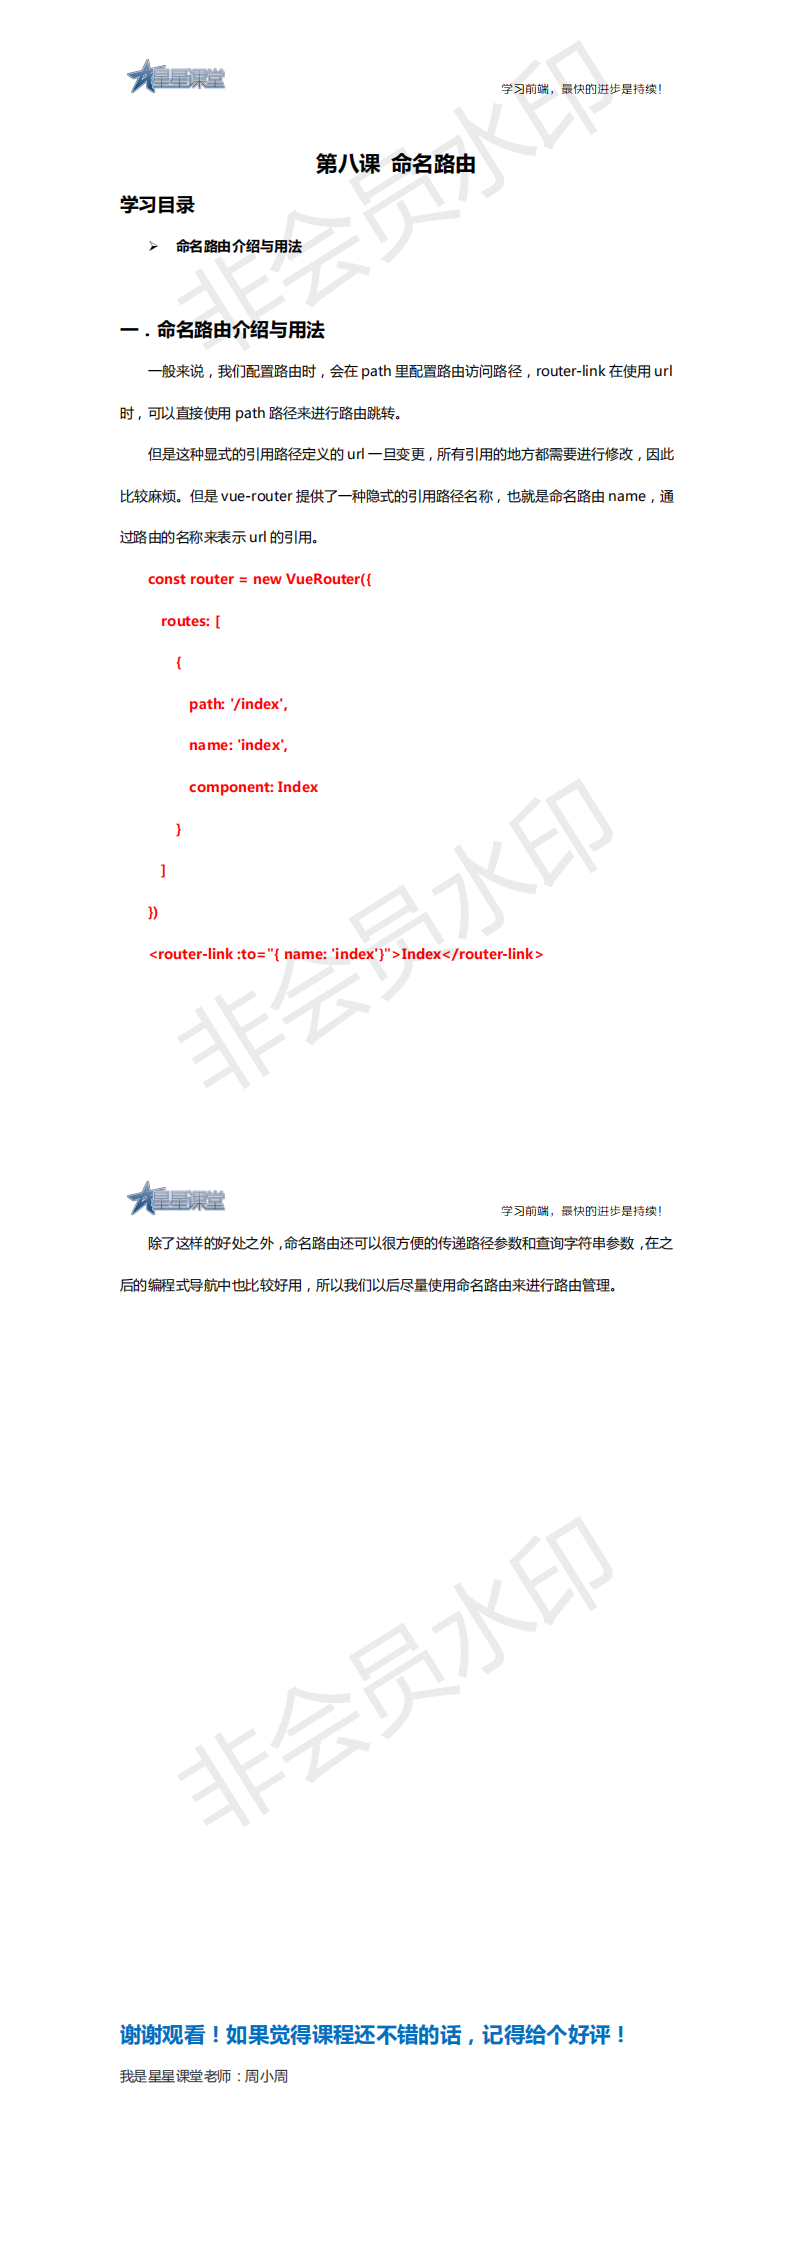 星星课堂
学习前端，最快的进步是持续！
第八课 命名路由
学习目录
➢ 命名路由介绍与用法
一．命名路由介绍与用法
一般来说，我们配置路由时，会在 path 里配置路由访问路径，router-link 在使用 url
时，可以直接使用 path 路径来进行路由跳转。
但是这种显式的引用路径定义的 url 一旦变更，所有引用的地方都需要进行修改，因此
比较麻烦。但是 vue-router 提供了一种隐式的引用路径名称，也就是命名路由 name，通
过路由的名称来表示 url 的引用。
const router = new VueRouter({
routes: [
{
path: '/index',
name: 'index',
component: Index
}
]
})
<router-link :to="{ name: 'index'}">Index</router-link>
非会员水印
非会员水印
星星课堂
学习前端，最快的进步是持续！
除了这样的好处之外，命名路由还可以很方便的传递路径参数和查询字符串参数，在之
后的编程式导航中也比较好用，所以我们以后尽量使用命名路由来进行路由管理。
非会员水印
谢谢观看！如果觉得课程还不错的话，记得给个好评！
我是星星课堂老师：周小周